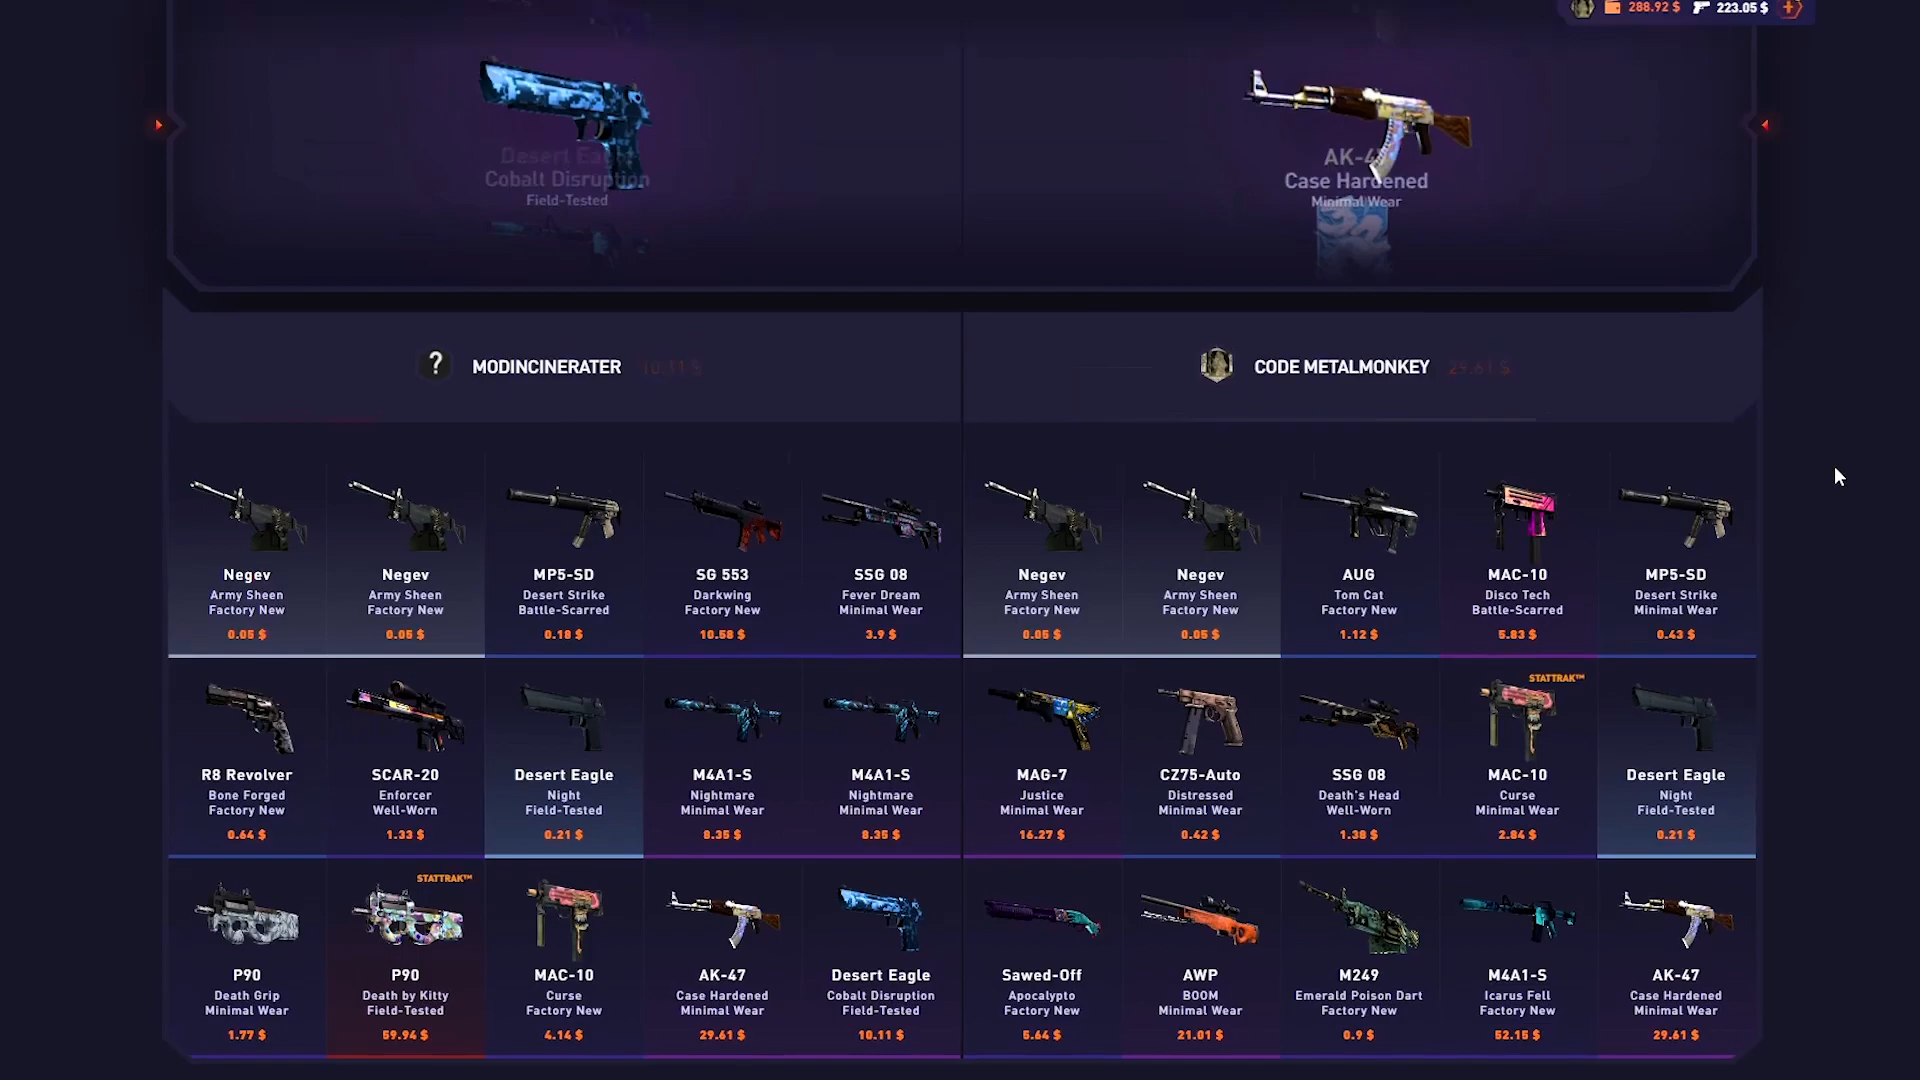 288.92 $ 223.05 $
Desert Eagle
Cobalt Disruption
Field-Tested
AK-47
Case Hardened
Minimal Wear
? MODINCINERATER 10.11 $
CODE METALMONKEY 29.61 $
Negev Negev MP5-SD SG 553 SSG 08 Negev Negev AUG MAC-10 MP5-SD
Army Sheen Army Sheen Desert Strike Darkwing Fever Dream Army Sheen Army Sheen Tom Cat Disco Tech Desert Strike
Factory New Factory New Battle-Scarred Factory New Minimal Wear Factory New Factory New Factory New Battle-Scarred Minimal Wear
0.05 $ 0.05 $ 0.18 $ 10.58 $ 3.9 $ 0.05 $ 0.05 $ 1.12 $ 5.83 $ 0.43 $
STATTRAK™
R8 Revolver SCAR-20 Desert Eagle M4A1-S M4A1-S MAG-7 CZ75-Auto SSG 08 MAC-10 Desert Eagle
Bone Forged Enforcer Night Nightmare Nightmare Justice Distressed Death's Head Curse Night
Factory New Well-Worn Field-Tested Minimal Wear Minimal Wear Minimal Wear Minimal Wear Well-Worn Minimal Wear Field-Tested
0.64 $ 1.33 $ 0.21 $ 8.35 $ 8.35 $ 16.27 $ 0.42 $ 1.38 $ 2.84 $ 0.21 $
STATTRAK™
P90 P90 MAC-10 AK-47 Desert Eagle Sawed-Off AWP M249 M4A1-S AK-47
Death Grip Death by Kitty Curse Case Hardened Cobalt Disruption Apocalypto BOOM Emerald Poison Dart Icarus Fell Case Hardened
Minimal Wear Field-Tested Factory New Minimal Wear Field-Tested Factory New Minimal Wear Factory New Factory New Minimal Wear
1.77 $ 59.94 $ 4.14 $ 29.61 $ 10.11 $ 5.64 $ 21.01 $ 0.9 $ 52.15 $ 29.61 $